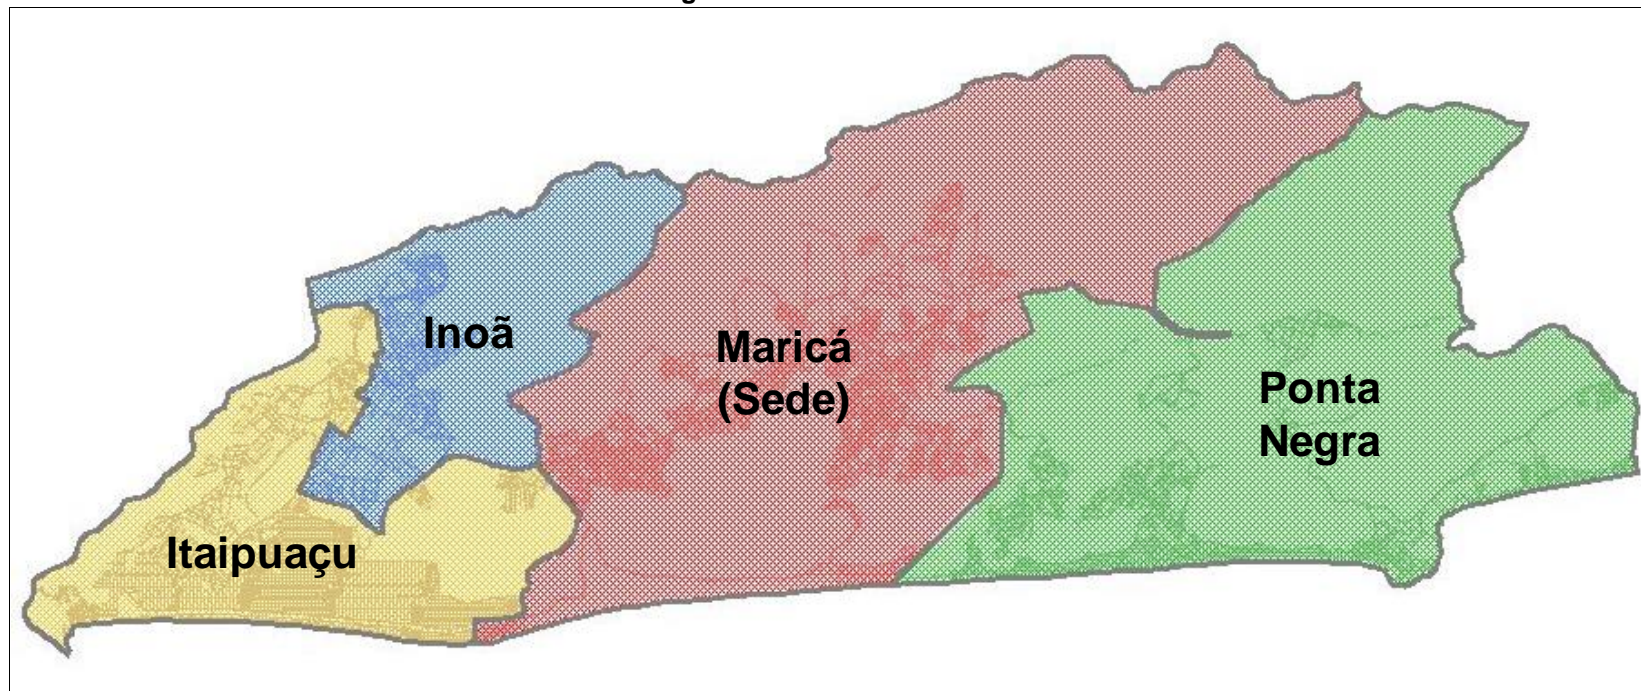 Inoã
Maricá
(Sede)
Ponta
Negra
Itaipuaçu